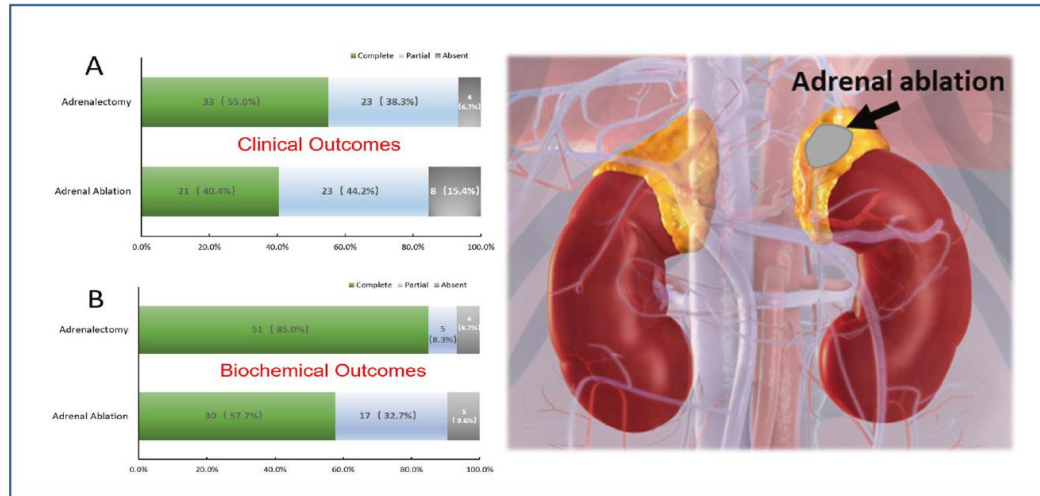 A
Complete Partial Absent
Adrenalectomy
33 ( 55.0%)
23 ( 38.3%)
4
(6.7%)
Clinical Outcomes
Adrenal Ablation
21 ( 40.4%)
23 ( 44.2%)
8 (15.4%)
0.0% 20.0% 40.0% 60.0% 80.0% 100.0%
B
Complete Partial Absent
Adrenalectomy
51 ( 85.0%)
5
(8.3%)
4
(6.7%)
Biochemical Outcomes
Adrenal Ablation
30 ( 57.7%)
17 ( 32.7%)
5
( 9.6%)
0.0% 20.0% 40.0% 60.0% 80.0% 100.0%
Adrenal ablation